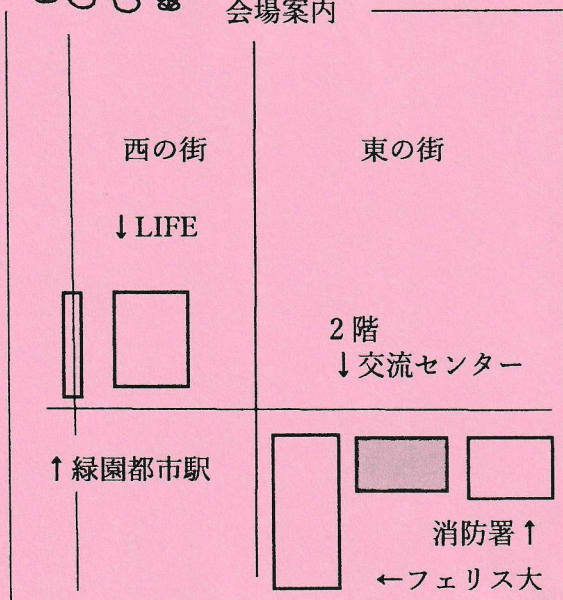 会場案内
西の街
東の街
↓LIFE
2階
↓交流センター
↑緑園都市駅
消防署↑
←フェリス大